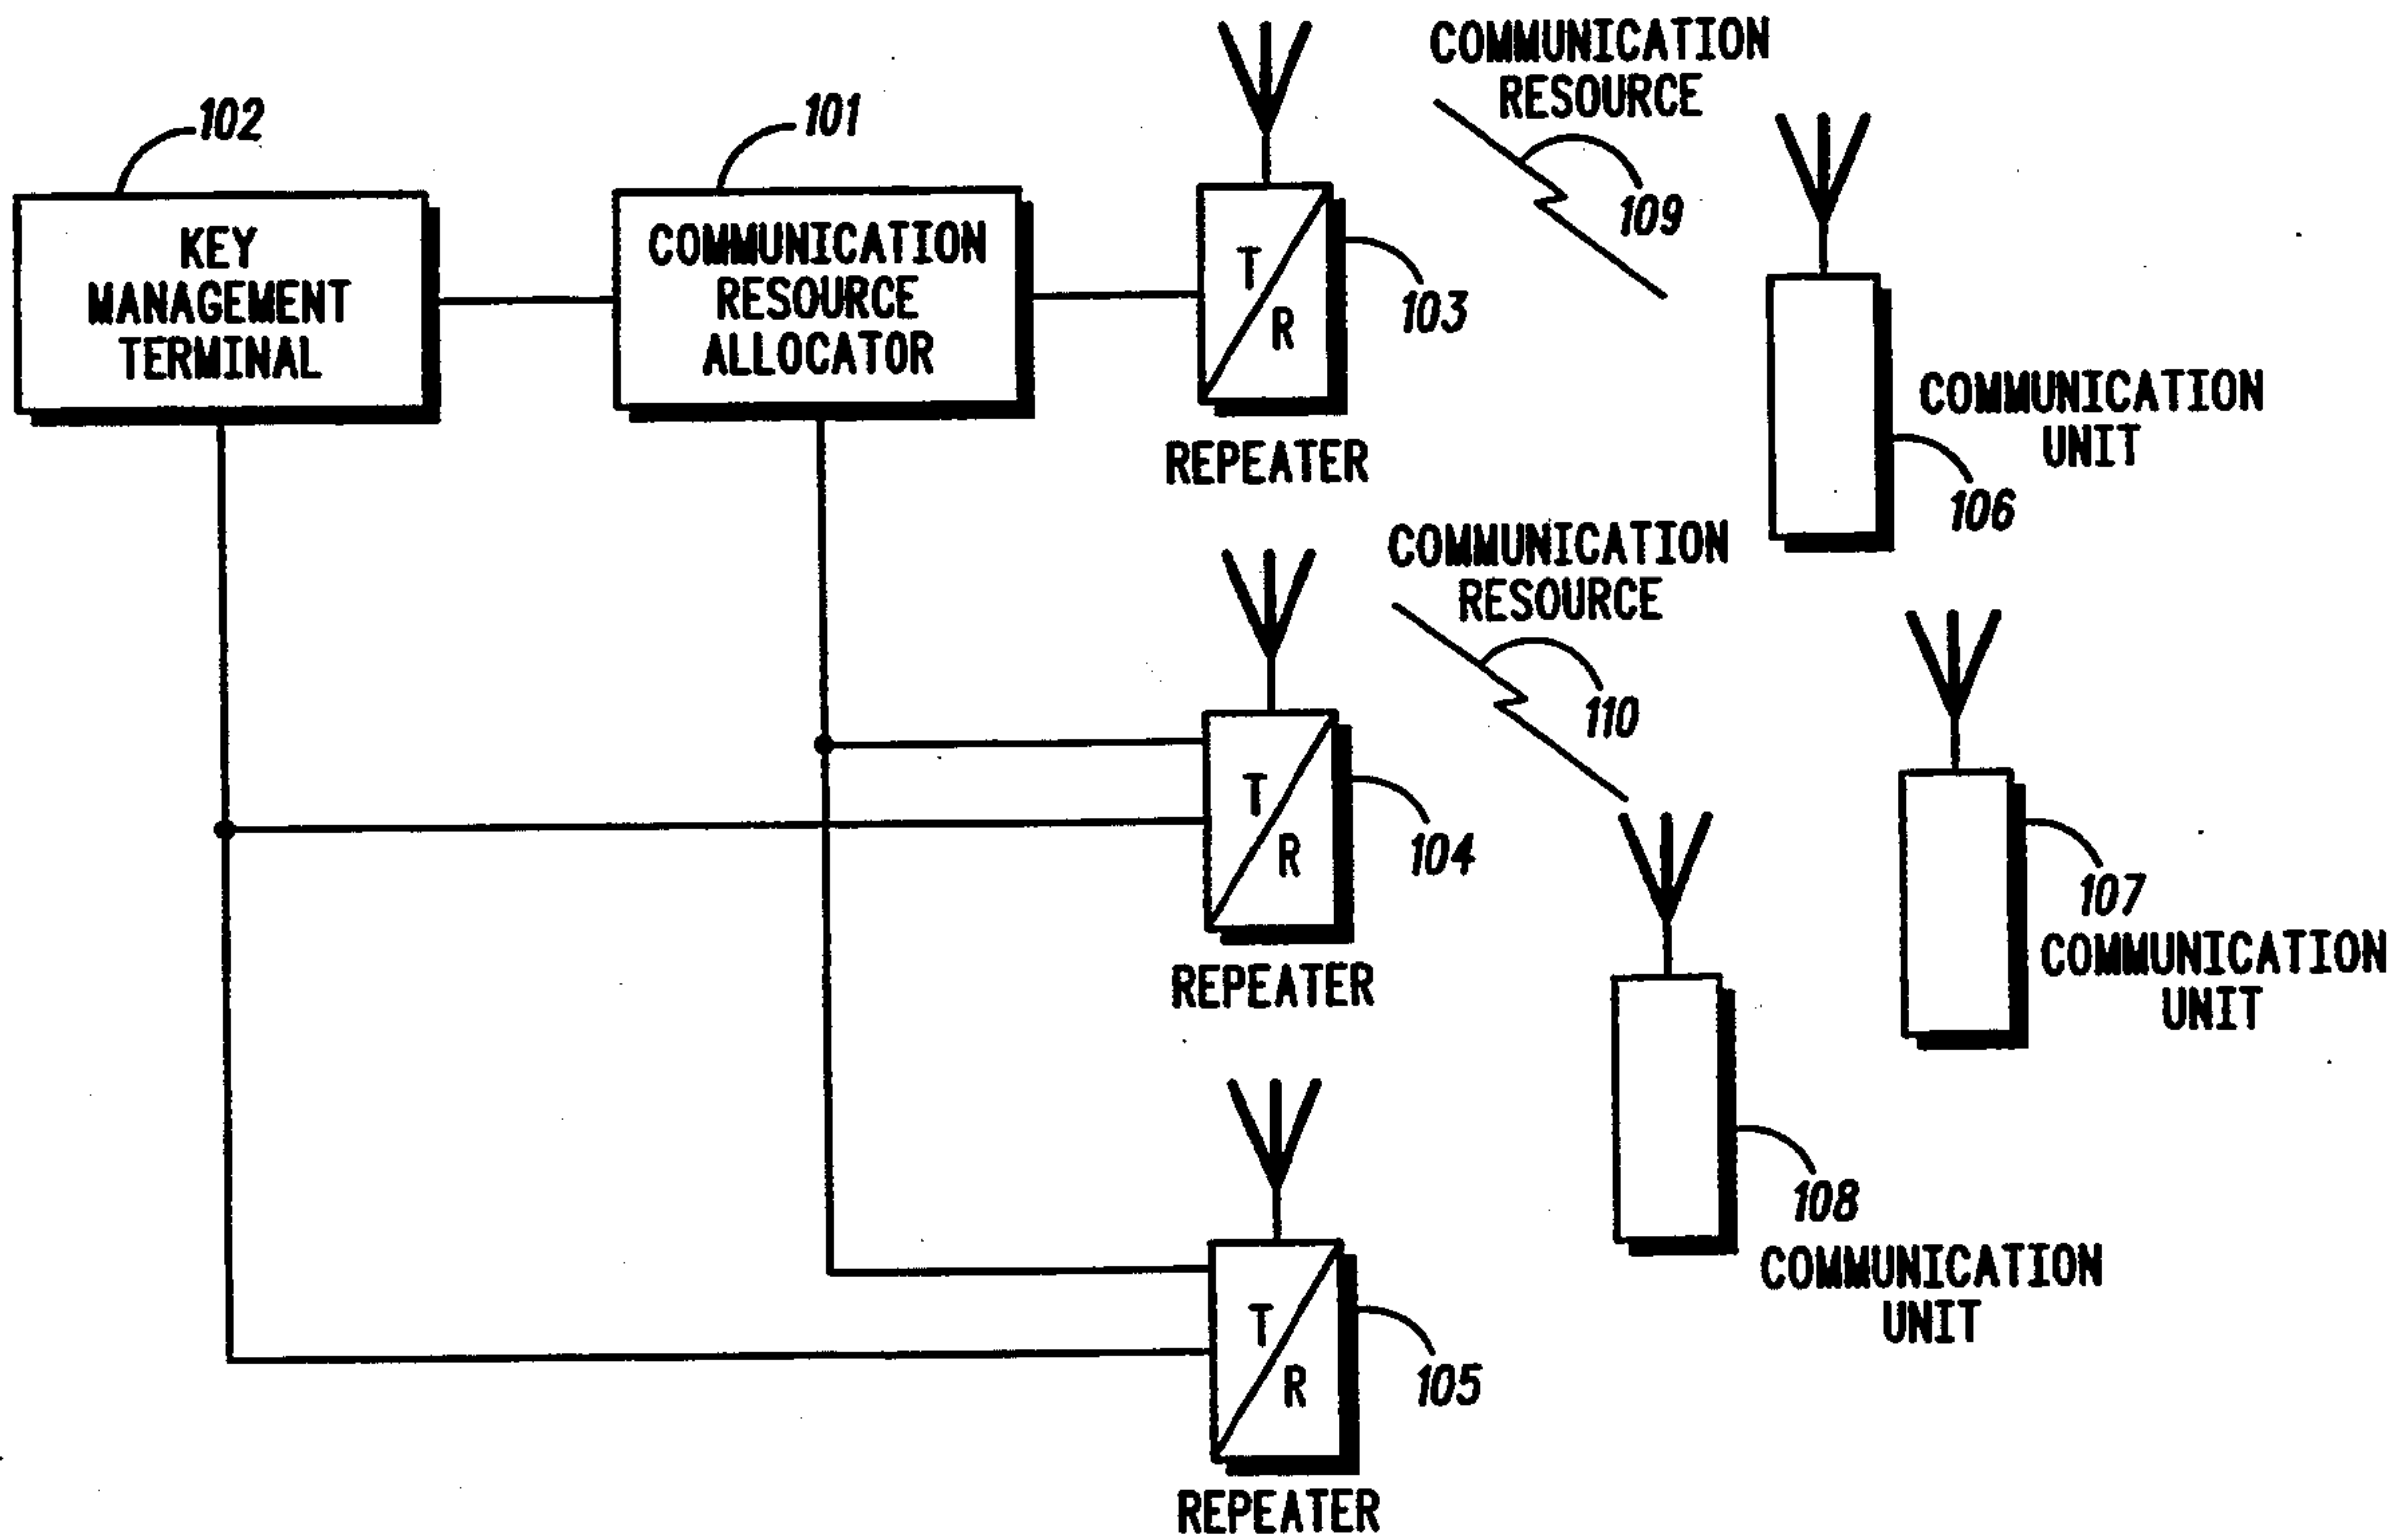 102
KEY
MANAGEMENT
TERMINAL
101
COMMUNICATION
RESOURCE
ALLOCATOR
T
R
103
REPEATER
COMMUNICATION
RESOURCE
109
COMMUNICATION
UNIT
106
COMMUNICATION
RESOURCE
110
T
R
104
REPEATER
107
COMMUNICATION
UNIT
108
COMMUNICATION
UNIT
T
R
105
REPEATER